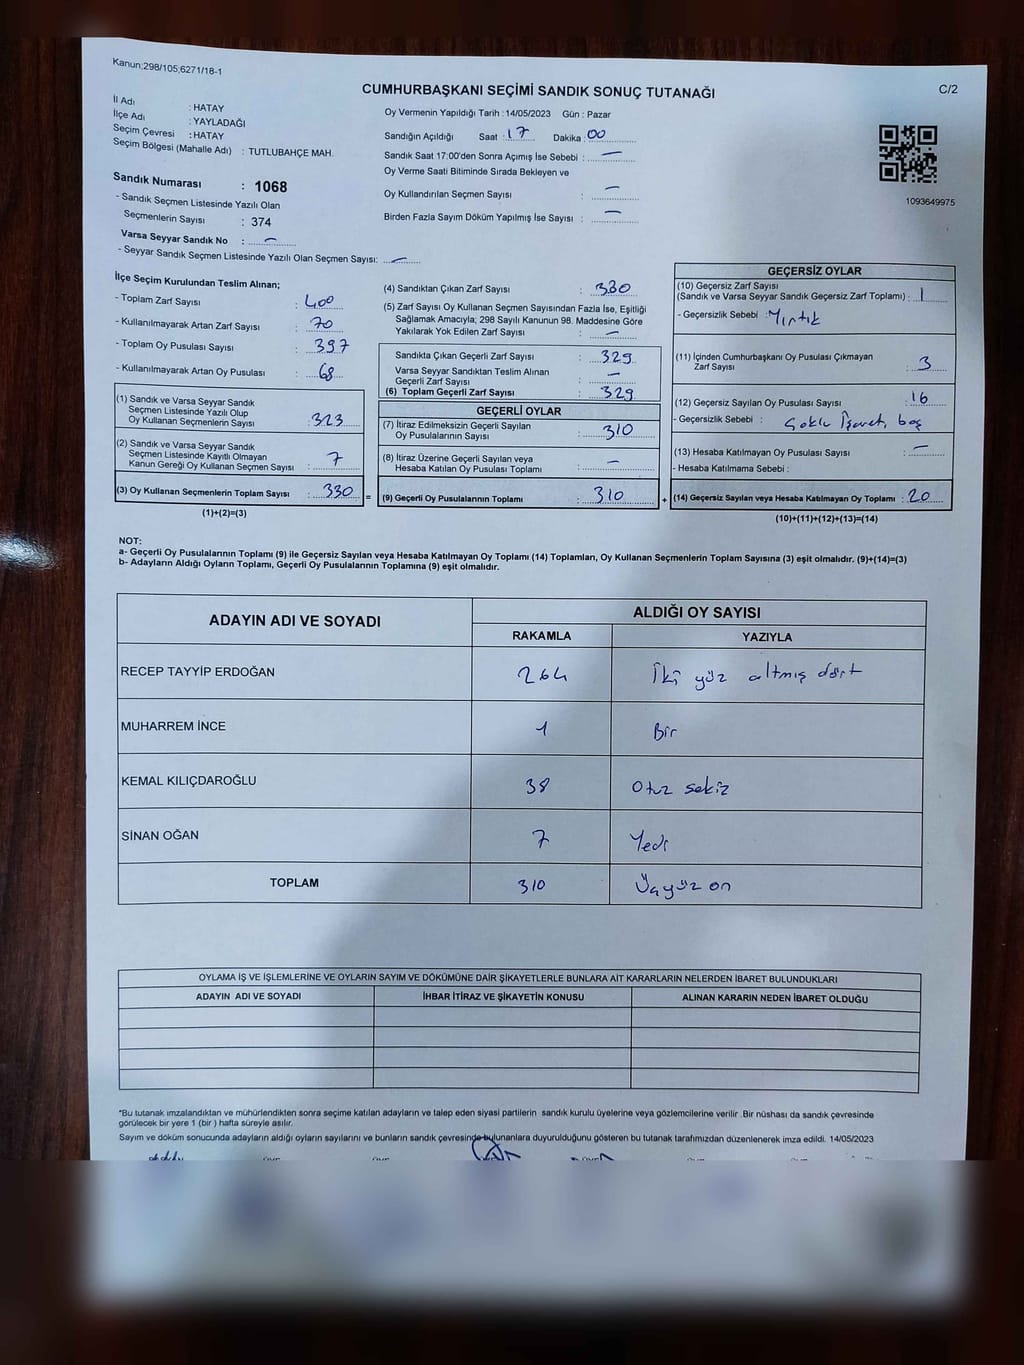 Kanun;298/105;6271/18-1
CUMHURBAŞKANI SEÇİMİ SANDIK SONUÇ TUTANAĞI
C/2
İl Adı : HATAY
İlçe Adı : YAYLADAĞI
Seçim Çevresi : HATAY
Seçim Bölgesi (Mahalle Adı) : TUTLUBAHÇE MAH.
Oy Vermenin Yapıldığı Tarih : 14/05/2023 Gün : Pazar
Sandığın Açıldığı Saat : 17 Dakika : 00
Sandık Saat 17:00'den Sonra Açımış İse Sebebi : —
Oy Verme Saati Bitiminde Sırada Bekleyen ve
Oy Kullandırılan Seçmen Sayısı : —
Birden Fazla Sayım Döküm Yapılmış İse Sayısı : —
1093649975
Sandık Numarası : 1068
- Sandık Seçmen Listesinde Yazılı Olan
Seçmenlerin Sayısı : 374
Varsa Seyyar Sandık No : —
- Seyyar Sandık Seçmen Listesinde Yazılı Olan Seçmen Sayısı: —
İlçe Seçim Kurulundan Teslim Alınan;
- Toplam Zarf Sayısı : 400
- Kullanılmayarak Artan Zarf Sayısı : 70
- Toplam Oy Pusulası Sayısı : 397
- Kullanılmayarak Artan Oy Pusulası : 68
(1) Sandık ve Varsa Seyyar Sandık
Seçmen Listesinde Yazılı Olup
Oy Kullanan Seçmenlerin Sayısı : 323
(2) Sandık ve Varsa Seyyar Sandık
Seçmen Listesinde Kayıtlı Olmayan
Kanun Gereği Oy Kullanan Seçmen Sayısı : 7
(3) Oy Kullanan Seçmenlerin Toplam Sayısı : 330 =
(1)+(2)=(3)
(4) Sandıktan Çıkan Zarf Sayısı : 330
(5) Zarf Sayısı Oy Kullanan Seçmen Sayısından Fazla İse, Eşitliği
Sağlamak Amacıyla; 298 Sayılı Kanunun 98. Maddesine Göre
Yakılarak Yok Edilen Zarf Sayısı : —
Sandıkta Çıkan Geçerli Zarf Sayısı : 329
Varsa Seyyar Sandıktan Teslim Alınan
Geçerli Zarf Sayısı : —
(6) Toplam Geçerli Zarf Sayısı : 329
GEÇERLİ OYLAR
(7) İtiraz Edilmeksizin Geçerli Sayılan
Oy Pusulalarının Sayısı : 310
(8) İtiraz Üzerine Geçerli Sayılan veya
Hesaba Katılan Oy Pusulası Toplamı : —
(9) Geçerli Oy Pusulalarının Toplamı : 310 +
GEÇERSİZ OYLAR
(10) Geçersiz Zarf Sayısı
(Sandık ve Varsa Seyyar Sandık Geçersiz Zarf Toplamı) : 1
- Geçersizlik Sebebi : Yırtık
(11) İçinden Cumhurbaşkanı Oy Pusulası Çıkmayan
Zarf Sayısı : 3
(12) Geçersiz Sayılan Oy Pusulası Sayısı : 16
- Geçersizlik Sebebi : Çoklu İşaret, boş
(13) Hesaba Katılmayan Oy Pusulası Sayısı : —
- Hesaba Katılmama Sebebi :
(14) Geçersiz Sayılan veya Hesaba Katılmayan Oy Toplamı : 20
(10)+(11)+(12)+(13)=(14)
NOT:
a- Geçerli Oy Pusulalarının Toplamı (9) ile Geçersiz Sayılan veya Hesaba Katılmayan Oy Toplamı (14) Toplamları, Oy Kullanan Seçmenlerin Toplam Sayısına (3) eşit olmalıdır. (9)+(14)=(3)
b- Adayların Aldığı Oyların Toplamı, Geçerli Oy Pusulalarının Toplamına (9) eşit olmalıdır.
ADAYIN ADI VE SOYADI
ALDIĞI OY SAYISI
RAKAMLA YAZIYLA
RECEP TAYYİP ERDOĞAN 264 İki yüz altmış dört
MUHARREM İNCE 1 Bir
KEMAL KILIÇDAROĞLU 38 Otuz sekiz
SİNAN OĞAN 7 Yedi
TOPLAM 310 Üçyüz on
OYLAMA İŞ VE İŞLEMLERİNE VE OYLARIN SAYIM VE DÖKÜMÜNE DAİR ŞİKAYETLERLE BUNLARA AİT KARARLARIN NELERDEN İBARET BULUNDUKLARI
ADAYIN ADI VE SOYADI İHBAR İTİRAZ VE ŞİKAYETİN KONUSU ALINAN KARARIN NEDEN İBARET OLDUĞU
*Bu tutanak imzalandıktan ve mühürlendikten sonra seçime katılan adayların ve talep eden siyasi partilerin sandık kurulu üyelerine veya gözlemcilerine verilir. Bir nüshası da sandık çevresinde
görülecek bir yere 1 (bir ) hafta süreyle asılır.
Sayım ve döküm sonucunda adayların aldığı oyların sayılarını ve bunların sandık çevresinde bulunanlara duyurulduğunu gösteren bu tutanak tarafımızdan düzenlenerek imza edildi. 14/05/2023